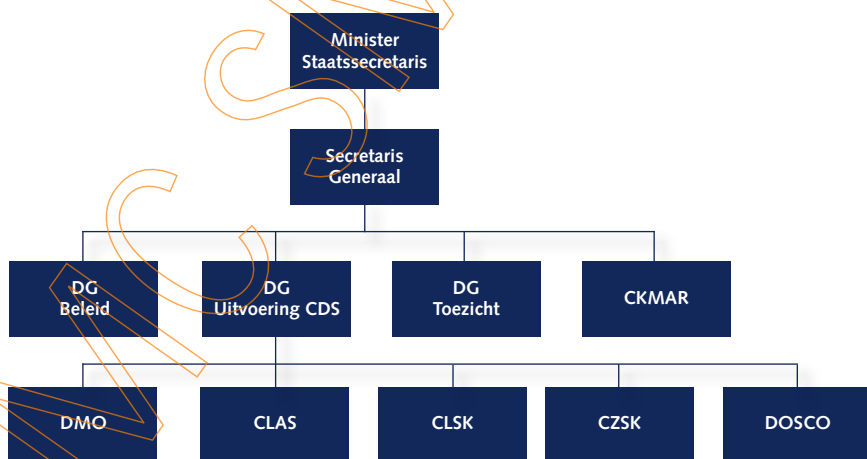 Minister
Staatssecretaris
Secretaris
Generaal
DG
Beleid
DG
Uitvoering CDS
DG
Toezicht
CKMAR
DMO
CLAS
CLSK
CZSK
DOSCO